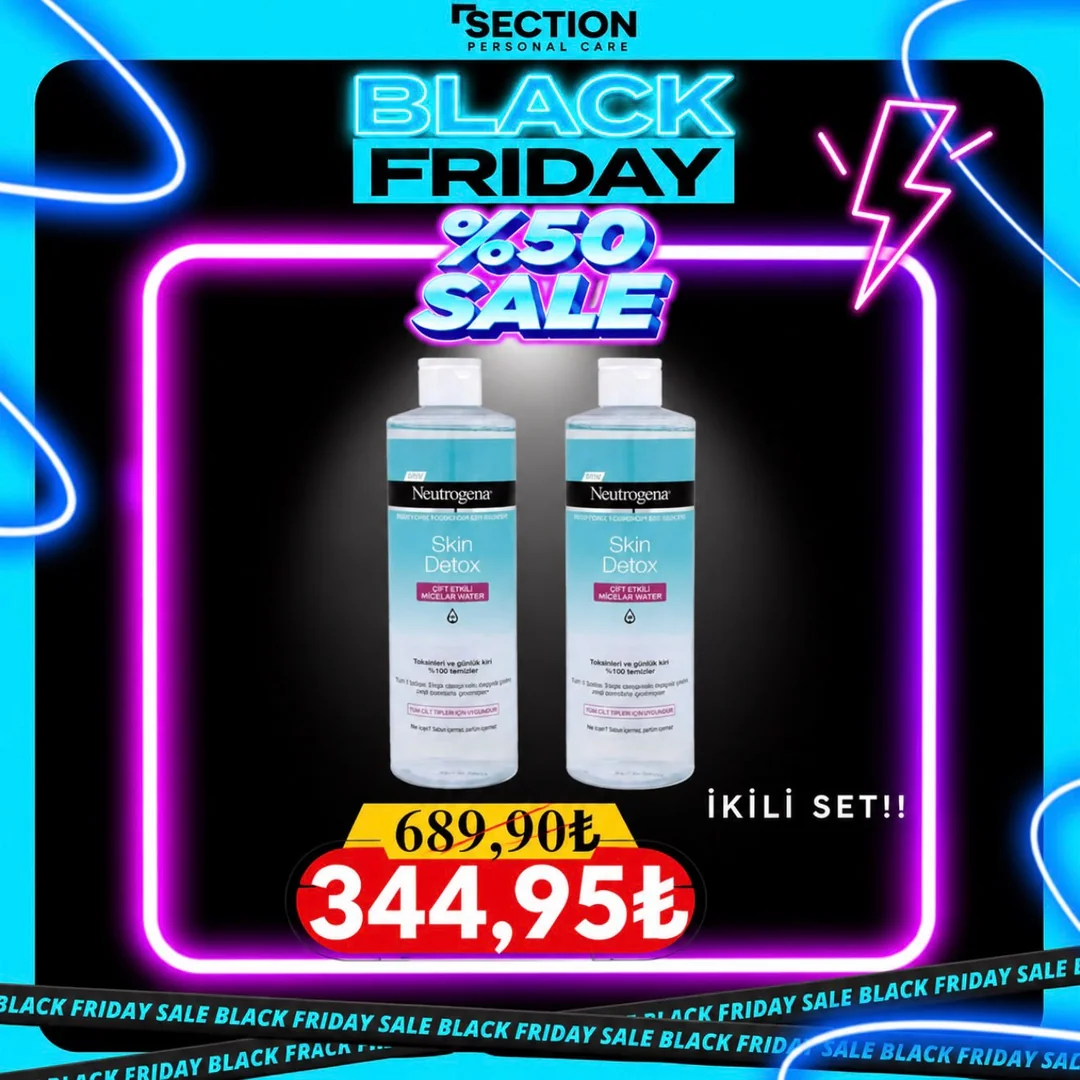 SECTION
PERSONAL CARE
BLACK
FRIDAY
%50
SALE
Neutrogena
Skin
Detox
ÇİFT ETKİLİ
MICELAR WATER
Toksinleri ve günlük kiri
%100 temizler
TÜM CİLT TİPLERİ İÇİN UYGUNDUR
Neutrogena
Skin
Detox
ÇİFT ETKİLİ
MICELAR WATER
Toksinleri ve günlük kiri
%100 temizler
TÜM CİLT TİPLERİ İÇİN UYGUNDUR
İKİLİ SET!!
689,90₺
344,95₺
BLACK FRIDAY SALE BLACK FRIDAY SALE BLACK FRIDAY SALE BLACK FRIDAY SALE BLACK FRIDAY SAL
SALE BLACK FRIDAY SALE BLACK FRIDAY SALE B
BLACK FRIDAY BLACK